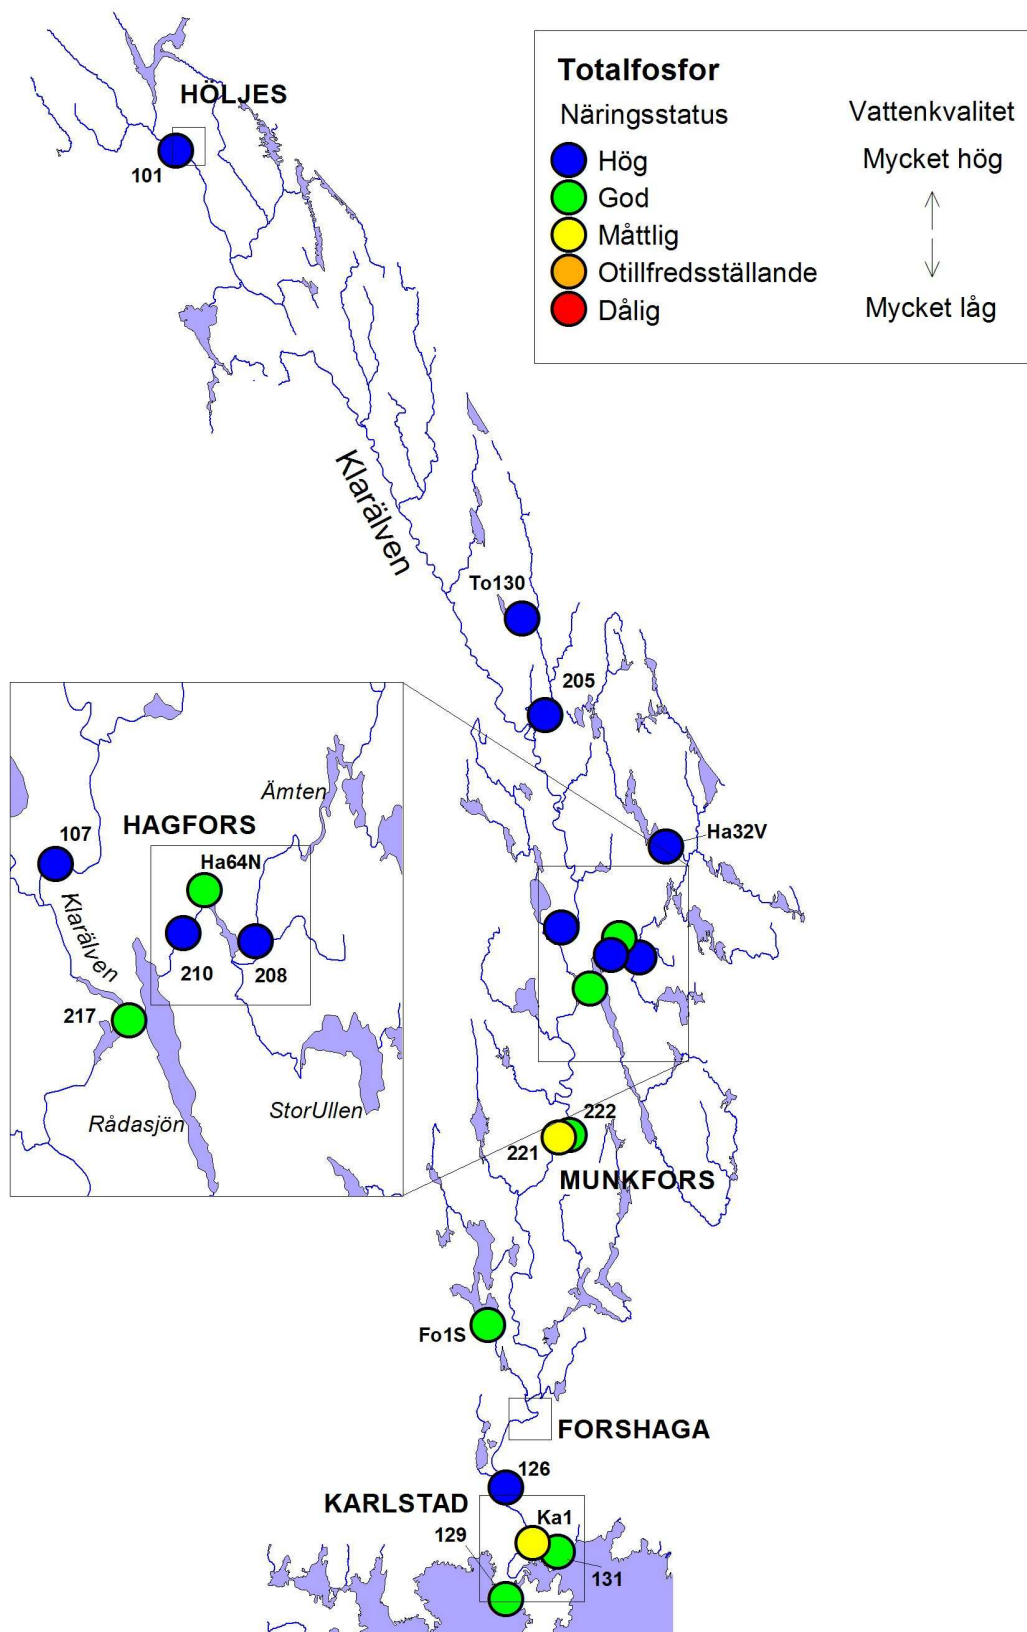 Totalfosfor
Näringsstatus
Vattenkvalitet
Hög
Mycket hög
God
Måttlig
Otillfredsställande
Dålig
Mycket låg
HÖLJES
101
Klarälven
To130
205
Ha32V
107
HAGFORS
Ämten
Ha64N
Klarälven
210
208
217
Rådasjön
StorUllen
222
221
MUNKFORS
Fo1S
FORSHAGA
126
KARLSTAD
Ka1
129
131